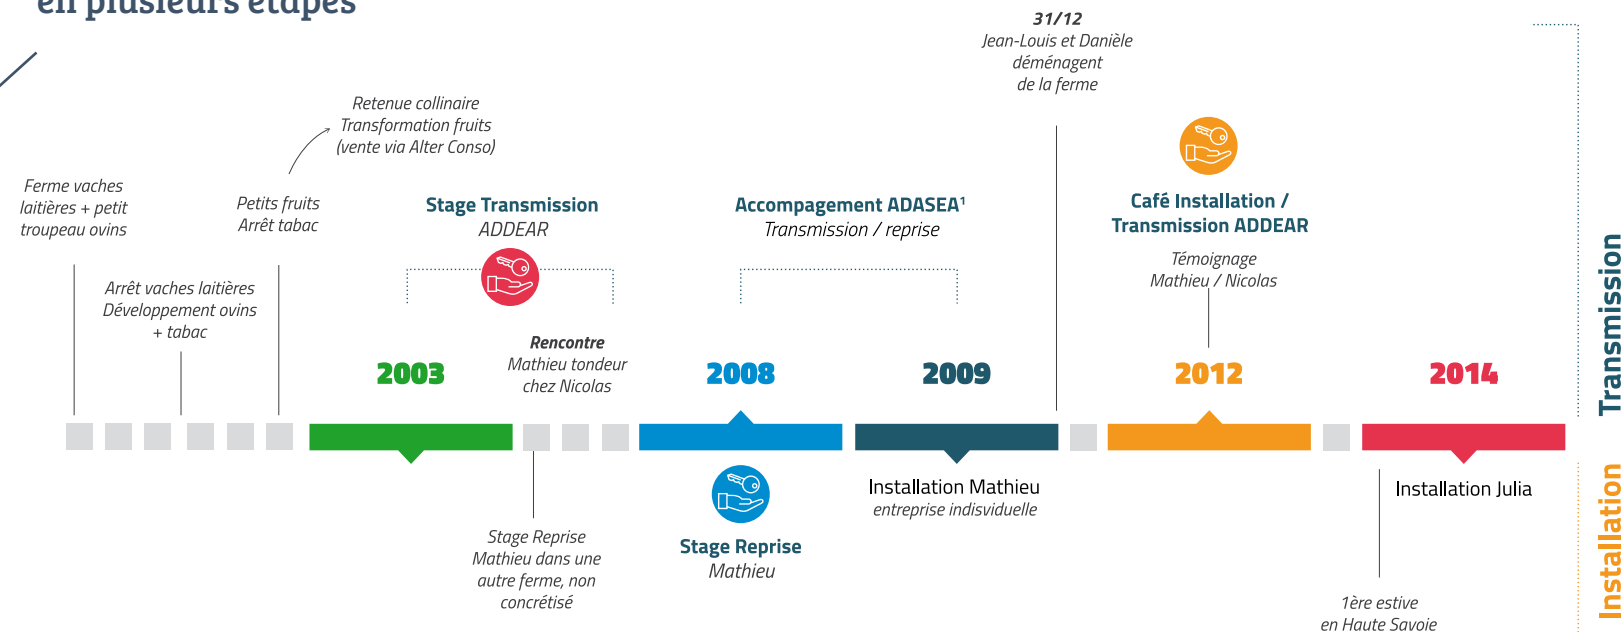 en plusieurs étapes
31/12
Jean-Louis et Danièle
déménagent
de la ferme
Retenue collinaire
Transformation fruits
(vente via Alter Conso)
Ferme vaches
laitières + petit
troupeau ovins
Petits fruits
Arrêt tabac
Arrêt vaches laitières
Développement ovins
+ tabac
Stage Transmission
ADDEAR
Rencontre
Mathieu tondeur
chez Nicolas
Accompagement ADASEA¹
Transmission / reprise
Café Installation /
Transmission ADDEAR
Témoignage
Mathieu / Nicolas
2003
2008
2009
2012
2014
Stage Reprise
Mathieu dans une
autre ferme, non
concrétisé
Stage Reprise
Mathieu
Installation Mathieu
entreprise indisviduelle
Installation Julia
1ère estive
en Haute Savoie
Transmission
Installation